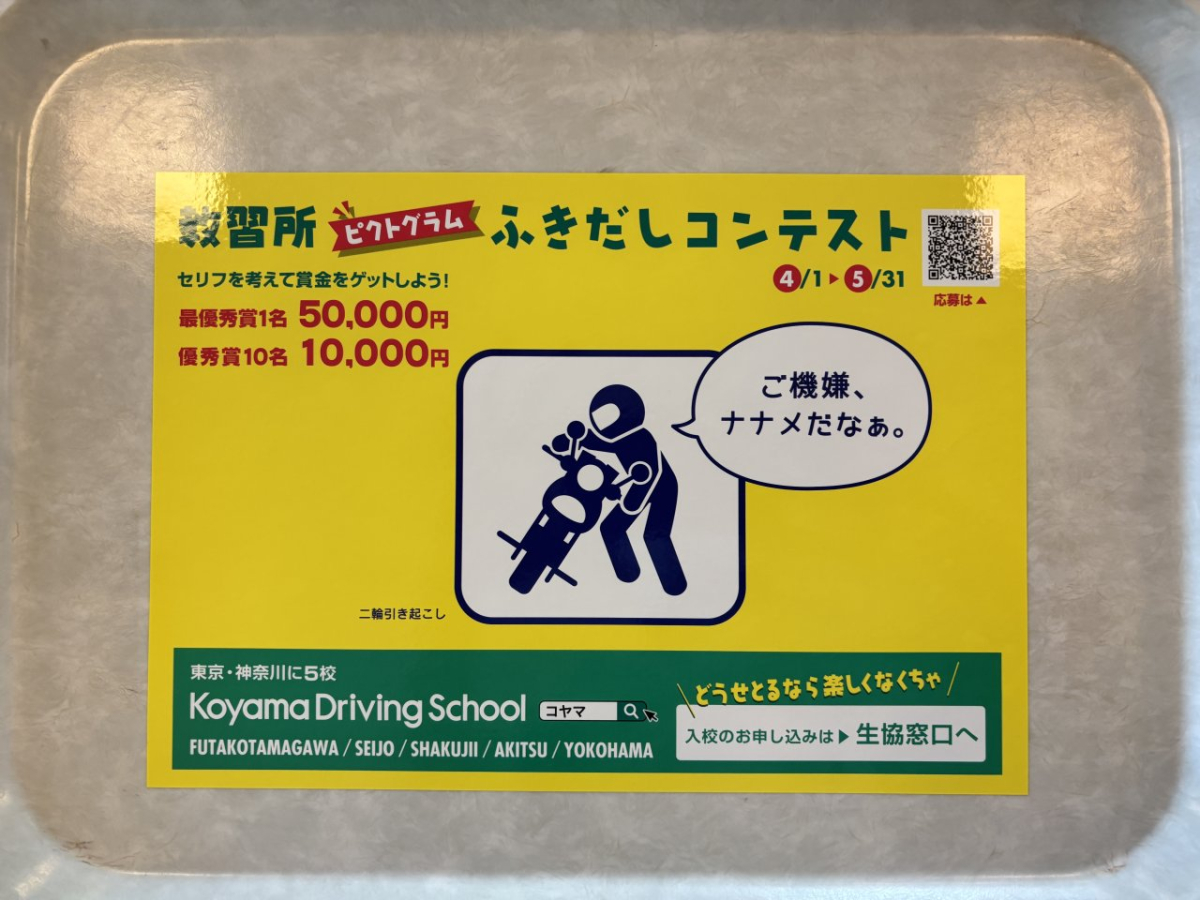 教習所 ピクトグラム ふきだしコンテスト
セリフを考えて賞金をゲットしよう!
4/1▶5/31
応募は▲
最優秀賞1名 50,000円
優秀賞10名 10,000円
ご機嫌、
ナナメだなぁ。
二輪引き起こし
東京・神奈川に5校
Koyama Driving School
コヤマ
FUTAKOTAMAGAWA / SEIJO / SHAKUJII / AKITSU / YOKOHAMA
どうせとるなら楽しくなくちゃ
入校のお申し込みは▶生協窓口へ